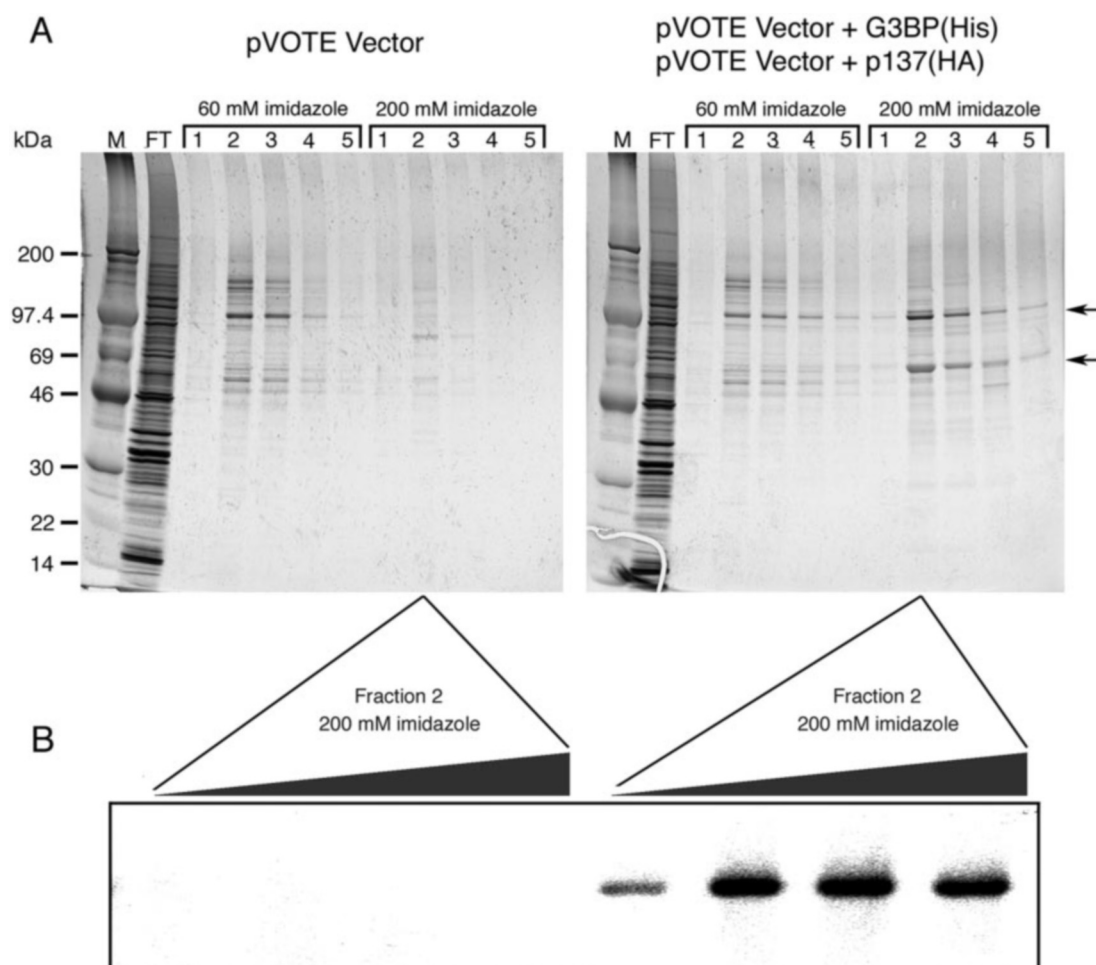 A
pVOTE Vector
pVOTE Vector + G3BP(His)
pVOTE Vector + p137(HA)
60 mM imidazole 200 mM imidazole
60 mM imidazole 200 mM imidazole
kDa M FT 1 2 3 4 5 1 2 3 4 5
M FT 1 2 3 4 5 1 2 3 4 5
200
97.4
69
46
30
22
14
Fraction 2
200 mM imidazole
Fraction 2
200 mM imidazole
B